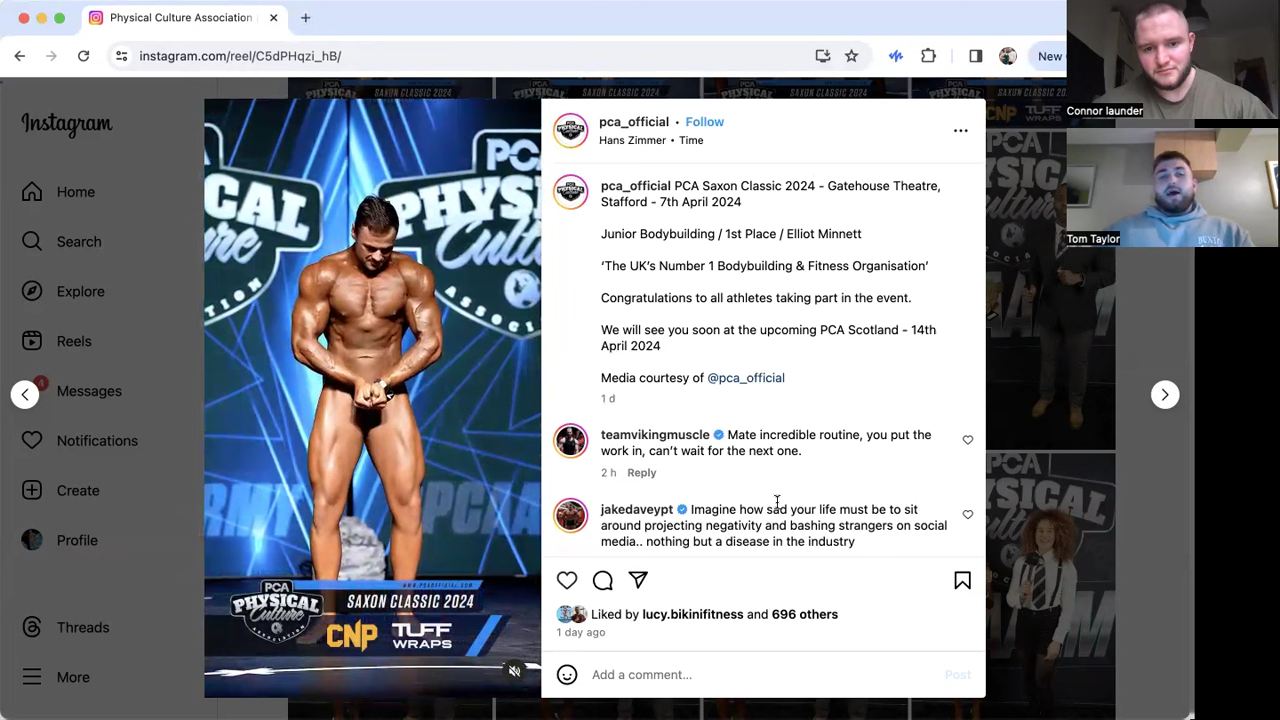 Physical Culture Association
instagram.com/reel/C5dPHqzi_hB/
New
Connor launder
Tom Taylor
Instagram
Home
Search
Explore
Reels
4
Messages
Notifications
Create
Profile
Threads
More
PCA
PHYSICAL
Culture
ASSOCIATION
SAXON CLASSIC 2024
WWW.PCAOFFICIAL.COM
CNP
TUFF
WRAPS
pca_official • Follow
Hans Zimmer • Time
pca_official PCA Saxon Classic 2024 - Gatehouse Theatre,
Stafford - 7th April 2024
Junior Bodybuilding / 1st Place / Elliot Minnett
‘The UK’s Number 1 Bodybuilding & Fitness Organisation’
Congratulations to all athletes taking part in the event.
We will see you soon at the upcoming PCA Scotland - 14th
April 2024
Media courtesy of @pca_official
1 d
teamvikingmuscle Mate incredible routine, you put the
work in, can’t wait for the next one.
2 h Reply
jakedaveypt Imagine how sad your life must be to sit
around projecting negativity and bashing strangers on social
media.. nothing but a disease in the industry
Liked by lucy.bikinifitness and 696 others
1 day ago
Add a comment...
Post